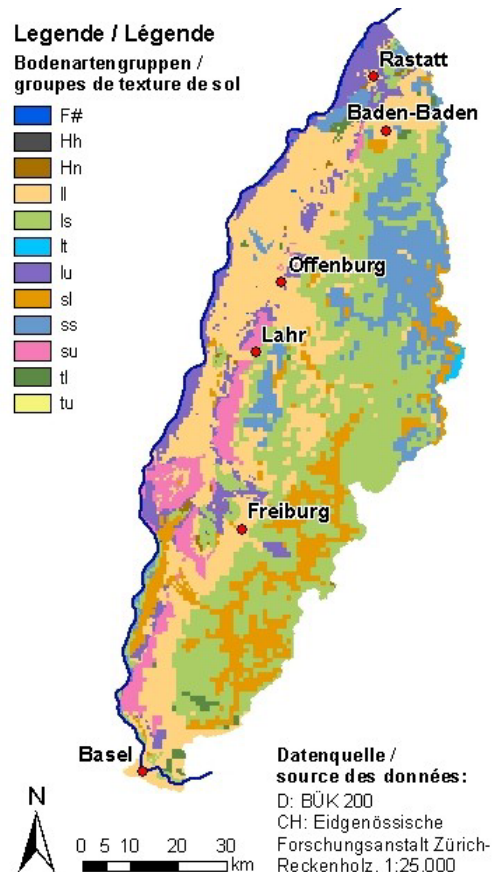 Legende / Légende
Bodenartengruppen /
groupes de texture de sol
F#
Hh
Hn
ll
ls
lt
lu
sl
ss
su
tl
tu
Rastatt
Baden-Baden
Offenburg
Lahr
Freiburg
Basel
N
0 5 10 20 30
km
Datenquelle /
source des données:
D: BÜK 200
CH: Eidgenössische
Forschungsanstalt Zürich-
Reckenholz, 1:25.000